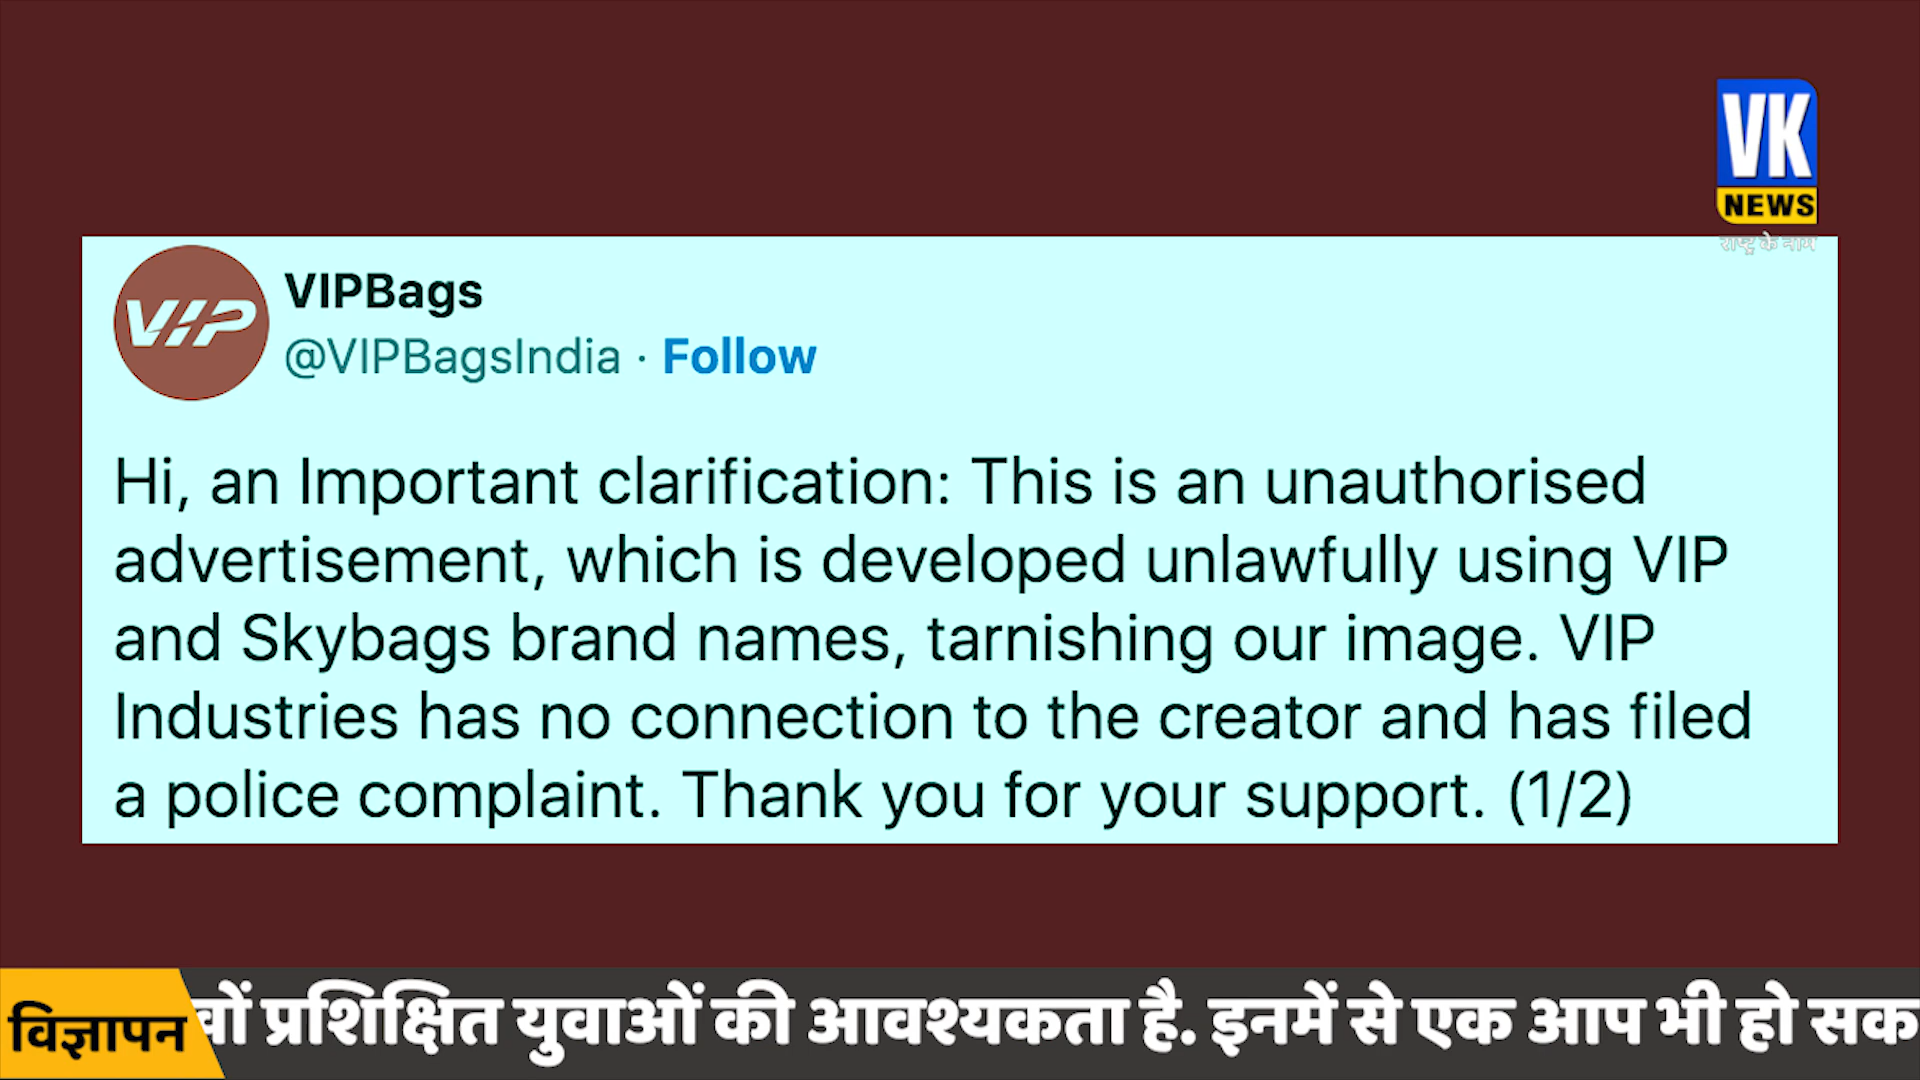 VK
NEWS
राष्ट्र के नाम
VIP
VIPBags
@VIPBagsIndia · Follow
Hi, an Important clarification: This is an unauthorised
advertisement, which is developed unlawfully using VIP
and Skybags brand names, tarnishing our image. VIP
Industries has no connection to the creator and has filed
a police complaint. Thank you for your support. (1/2)
विज्ञापन
प्रशिक्षित युवाओं की आवश्यकता है. इनमें से एक आप भी हो सक